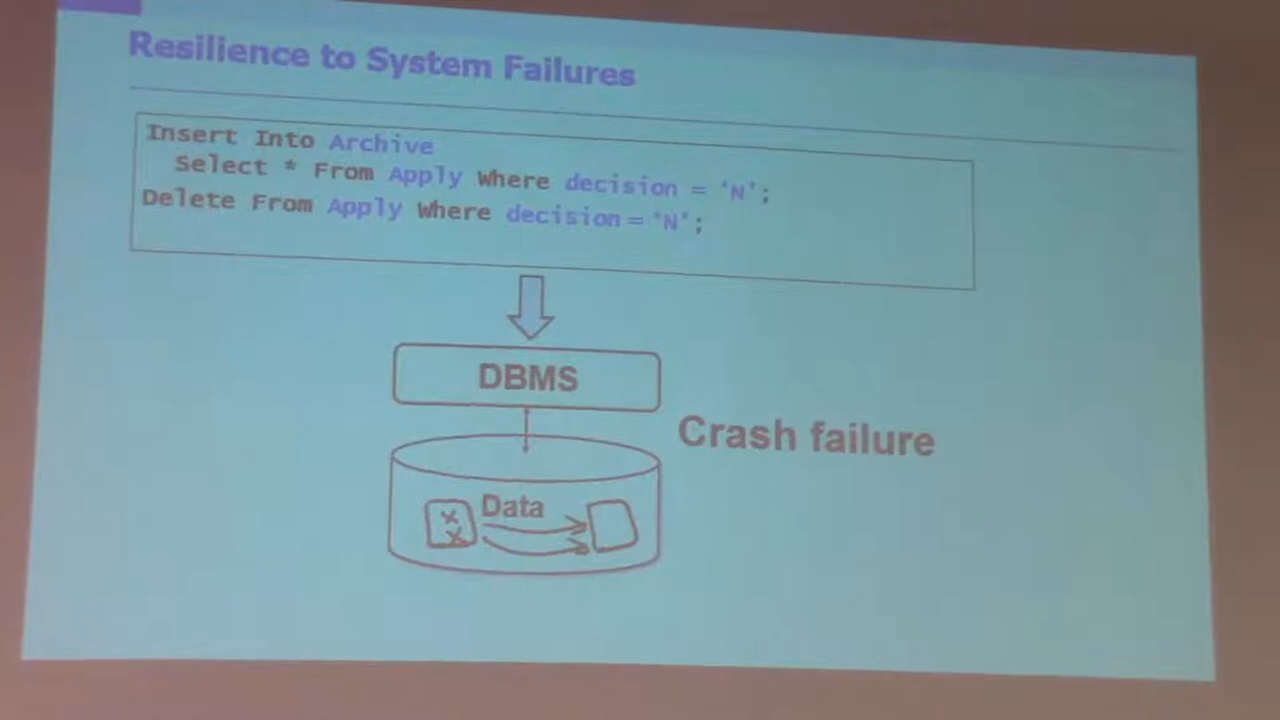 Resilience to System Failures
Insert Into Archive
Select * From Apply Where decision = 'N';
Delete From Apply Where decision = 'N';
DBMS
Crash failure
Data